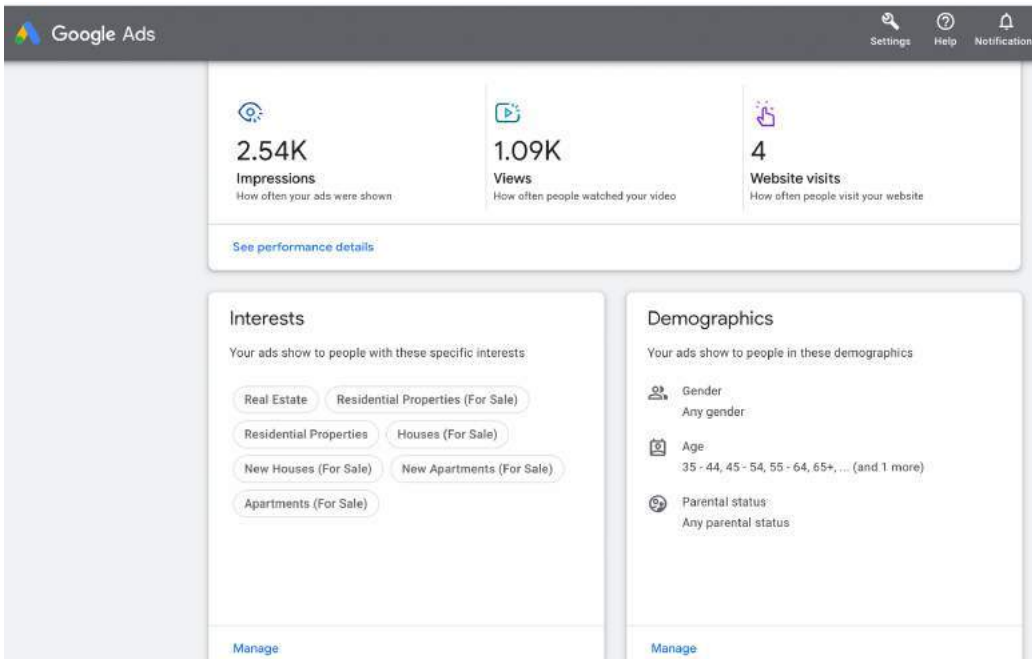 Google Ads
Settings
Help
Notification
2.54K
Impressions
How often your ads were shown
1.09K
Views
How often people watched your video
4
Website visits
How often people visit your website
See performance details
Interests
Your ads show to people with these specific interests
Real Estate
Residential Properties (For Sale)
Residential Properties
Houses (For Sale)
New Houses (For Sale)
New Apartments (For Sale)
Apartments (For Sale)
Manage
Demographics
Your ads show to people in these demographics
Gender
Any gender
Age
35 - 44, 45 - 54, 55 - 64, 65+, ... (and 1 more)
Parental status
Any parental status
Manage